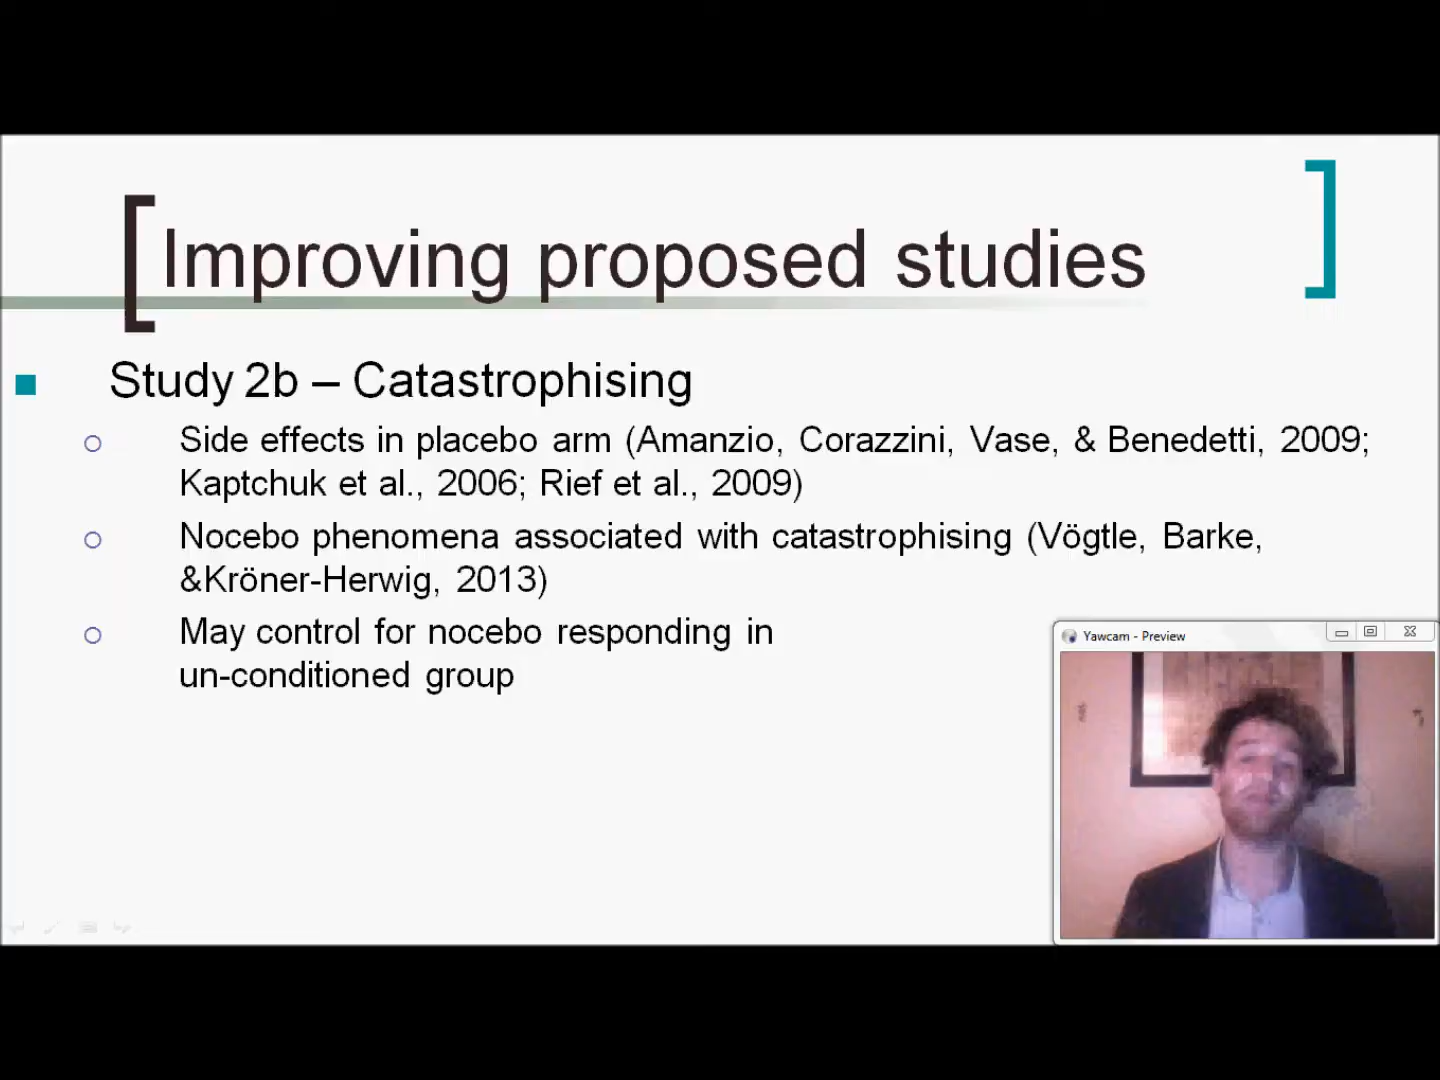 Improving proposed studies
Study 2b – Catastrophising
Side effects in placebo arm (Amanzio, Corazzini, Vase, & Benedetti, 2009;
Kaptchuk et al., 2006; Rief et al., 2009)
Nocebo phenomena associated with catastrophising (Vögtle, Barke,
&Kröner-Herwig, 2013)
May control for nocebo responding in
un-conditioned group
Yawcam - Preview